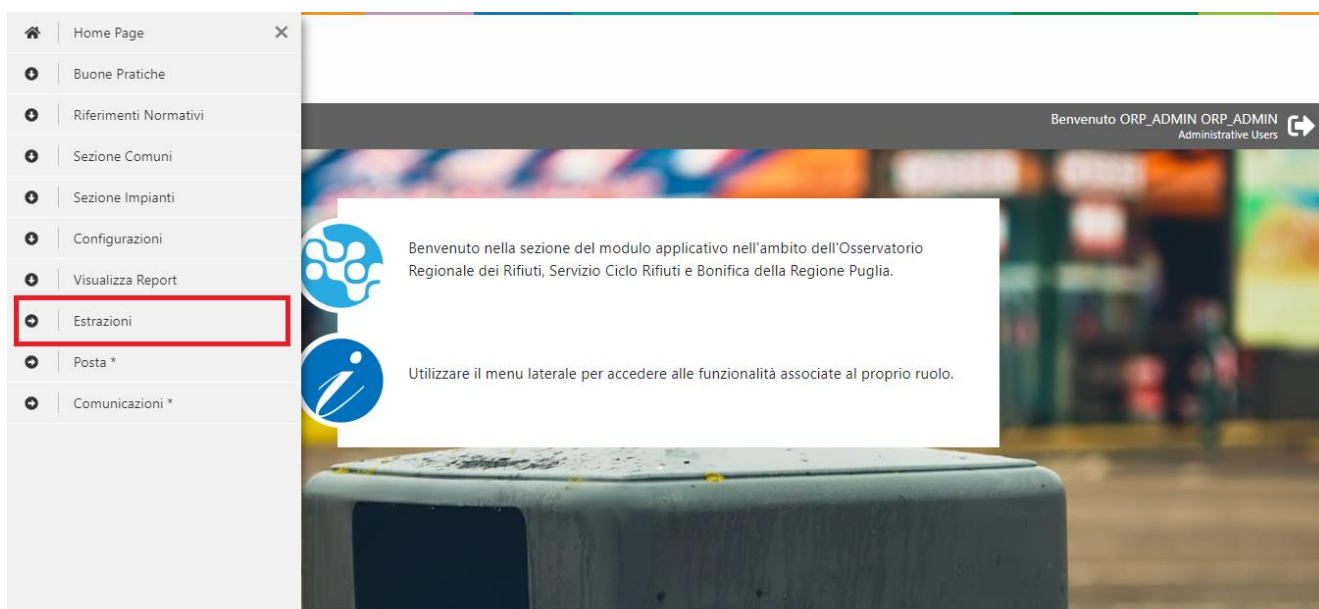 Home Page
Buone Pratiche
Riferimenti Normativi
Sezione Comuni
Sezione Impianti
Configurazioni
Visualizza Report
Estrazioni
Posta *
Comunicazioni *
Benvenuto ORP_ADMIN ORP_ADMIN
Administrative Users
Benvenuto nella sezione del modulo applicativo nell'ambito dell'Osservatorio
Regionale dei Rifiuti, Servizio Ciclo Rifiuti e Bonifica della Regione Puglia.
Utilizzare il menu laterale per accedere alle funzionalità associate al proprio ruolo.